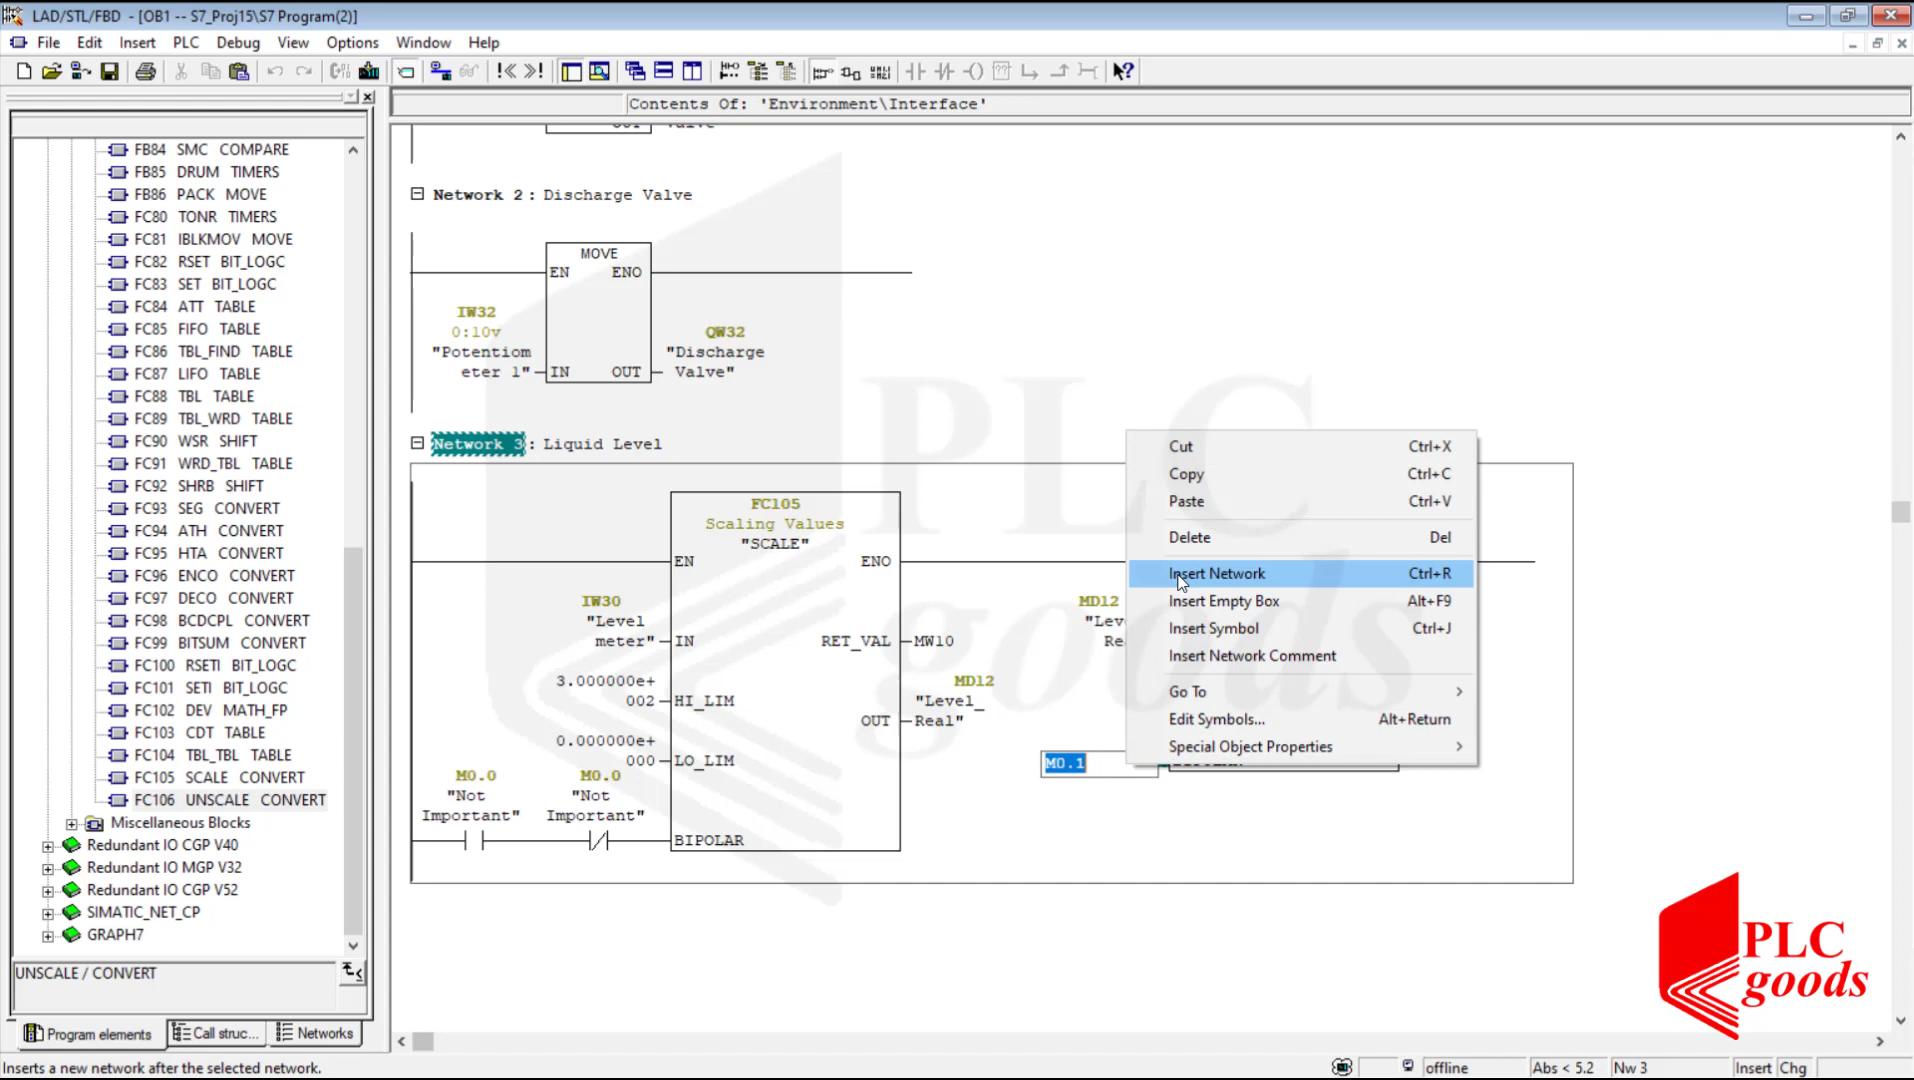 LAD/STL/FBD - [OB1 -- S7_Proj15\S7 Program(2)]
File Edit Insert PLC Debug View Options Window Help
Contents Of: 'Environment\Interface'
FB84 SMC COMPARE
FB85 DRUM TIMERS
FB86 PACK MOVE
FC80 TONR TIMERS
FC81 IBLKMOV MOVE
FC82 RSET BIT_LOGC
FC83 SET BIT_LOGC
FC84 ATT TABLE
FC85 FIFO TABLE
FC86 TBL_FIND TABLE
FC87 LIFO TABLE
FC88 TBL TABLE
FC89 TBL_WRD TABLE
FC90 WSR SHIFT
FC91 WRD_TBL TABLE
FC92 SHRB SHIFT
FC93 SEG CONVERT
FC94 ATH CONVERT
FC95 HTA CONVERT
FC96 ENCO CONVERT
FC97 DECO CONVERT
FC98 BCDCPL CONVERT
FC99 BITSUM CONVERT
FC100 RSETI BIT_LOGC
FC101 SETI BIT_LOGC
FC102 DEV MATH_FP
FC103 CDT TABLE
FC104 TBL_TBL TABLE
FC105 SCALE CONVERT
FC106 UNSCALE CONVERT
Miscellaneous Blocks
Redundant IO CGP V40
Redundant IO MGP V32
Redundant IO CGP V52
SIMATIC_NET_CP
GRAPH7
UNSCALE / CONVERT
Program elements Call struc... Networks
OUT Valve"
Network 2 : Discharge Valve
MOVE
EN ENO
IW32
0:10v
"Potentiom
eter 1"
IN OUT
QW32
"Discharge
Valve"
Network 3 : Liquid Level
FC105
Scaling Values
"SCALE"
EN ENO
IW30
"Level
meter"
IN RET_VAL MW10
3.000000e+
002 HI_LIM
MD12
"Level_
Real"
OUT
0.000000e+
000 LO_LIM
M0.0
"Not
Important"
M0.0
"Not
Important"
BIPOLAR
MD12
"Lev
Re
M0.1
Cut Ctrl+X
Copy Ctrl+C
Paste Ctrl+V
Delete Del
Insert Network Ctrl+R
Insert Empty Box Alt+F9
Insert Symbol Ctrl+J
Insert Network Comment
Go To
Edit Symbols... Alt+Return
Special Object Properties
PLC
goods
PLC
goods
Inserts a new network after the selected network.
offline Abs < 5.2 Nw 3 Insert Chg